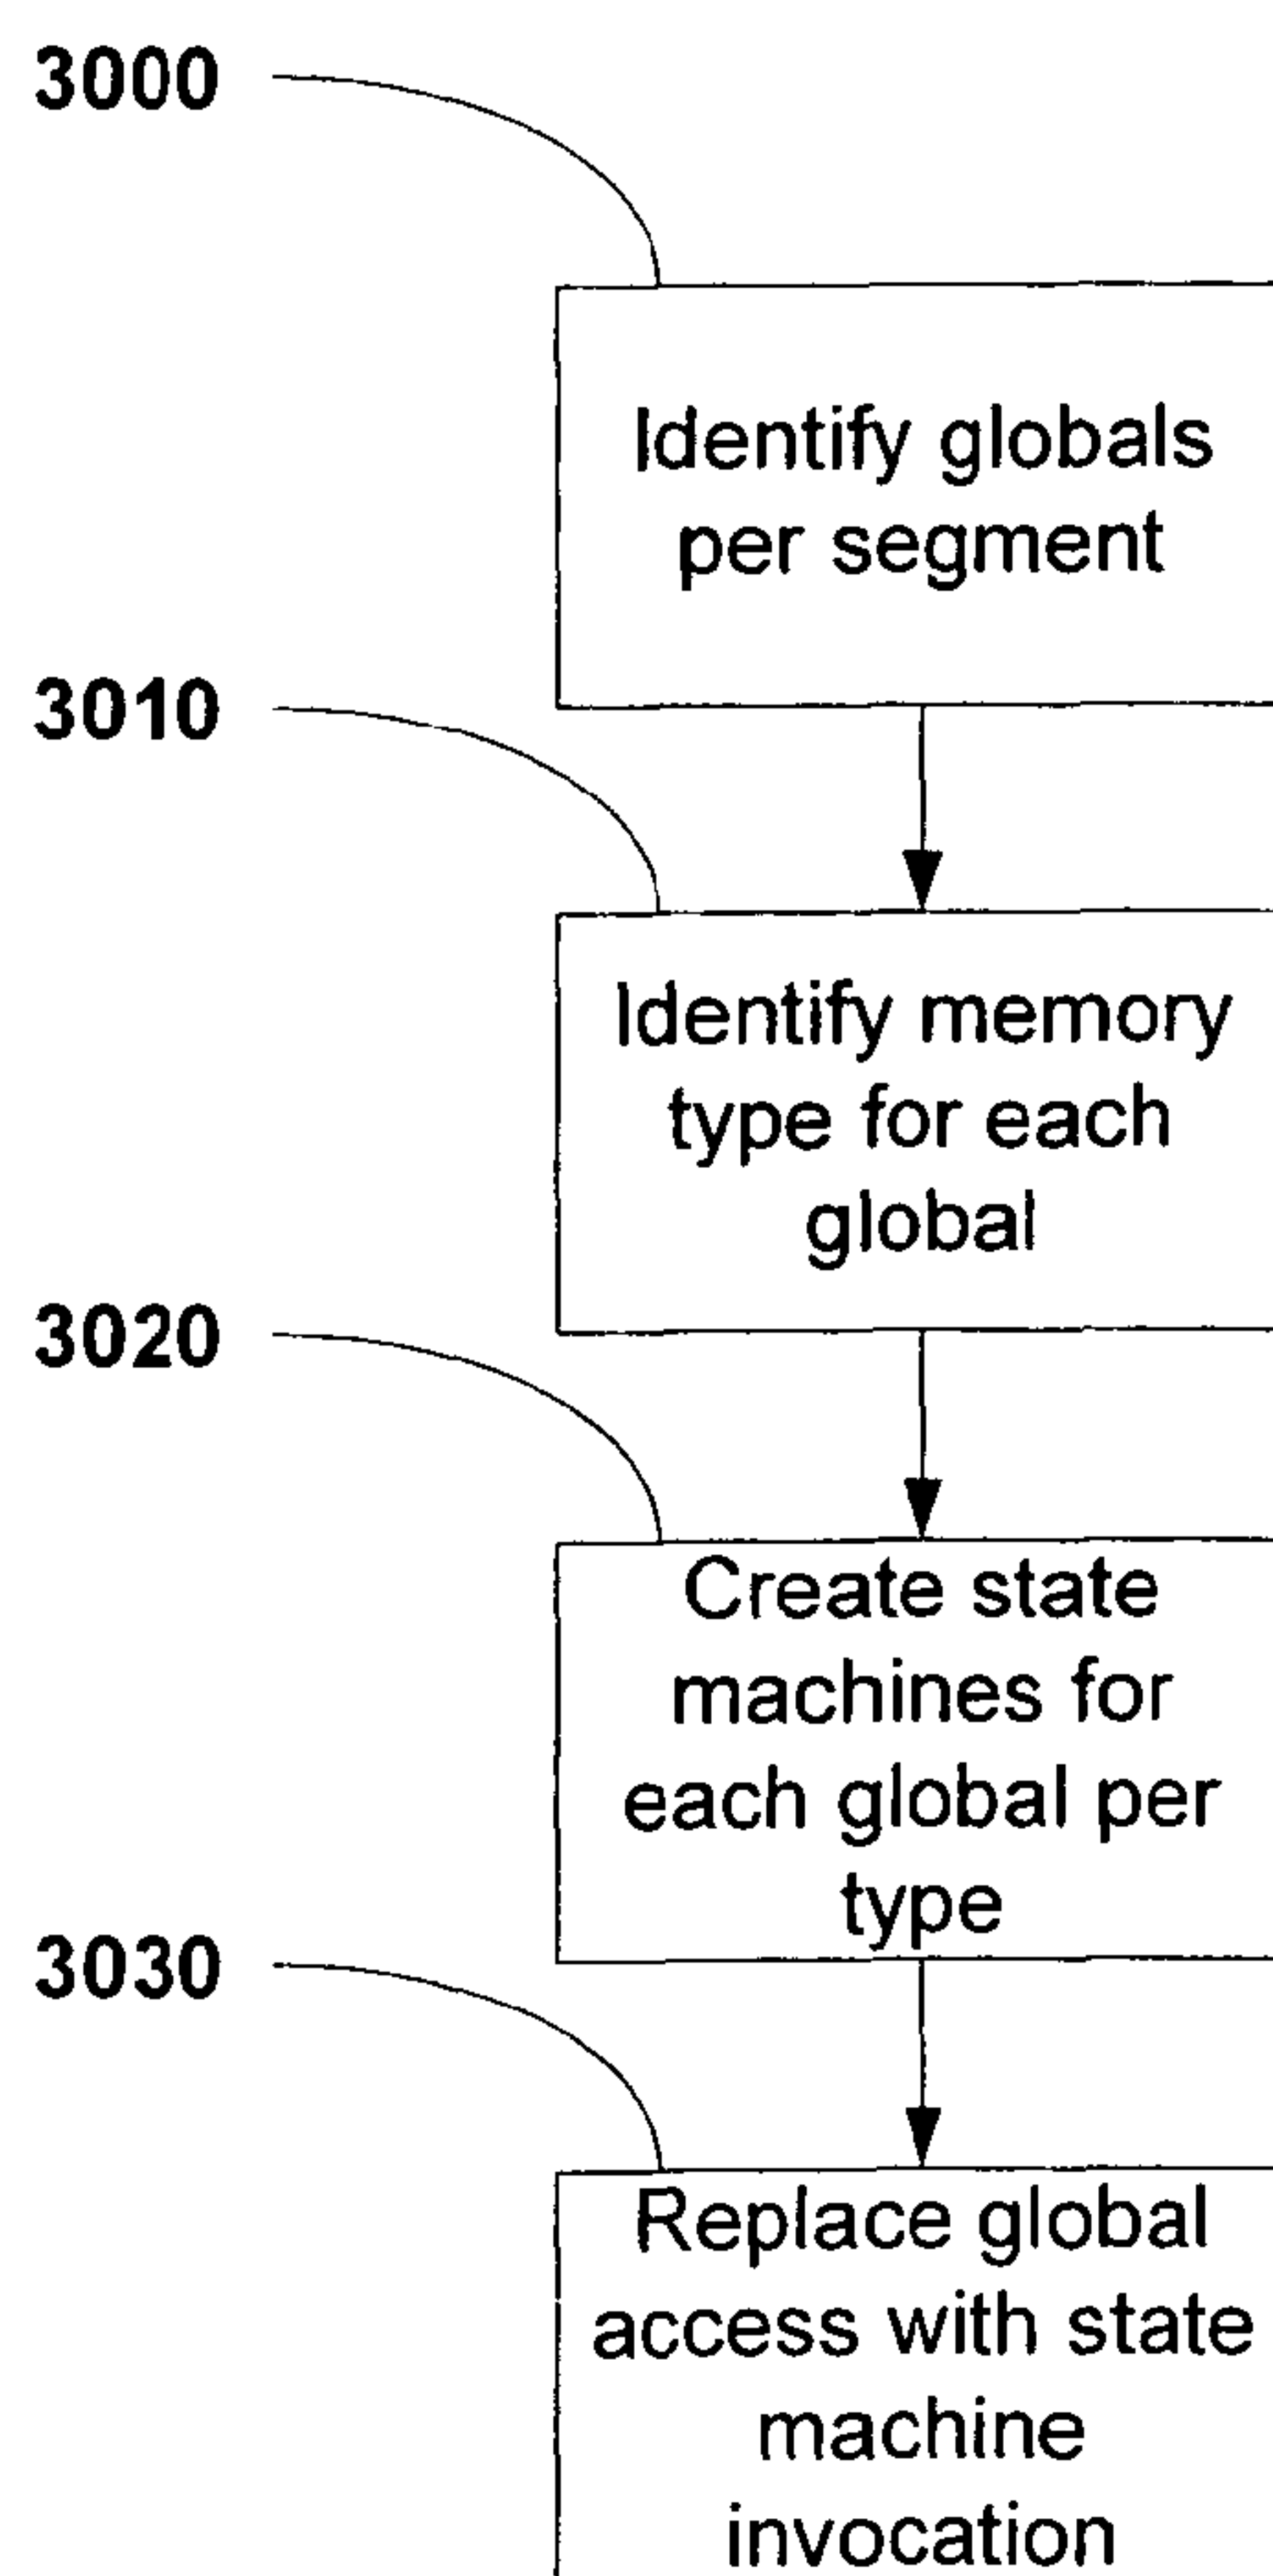 3000
Identify globals
per segment
3010
Identify memory
type for each
global
3020
Create state
machines for
each global per
type
3030
Replace global
access with state
machine
invocation